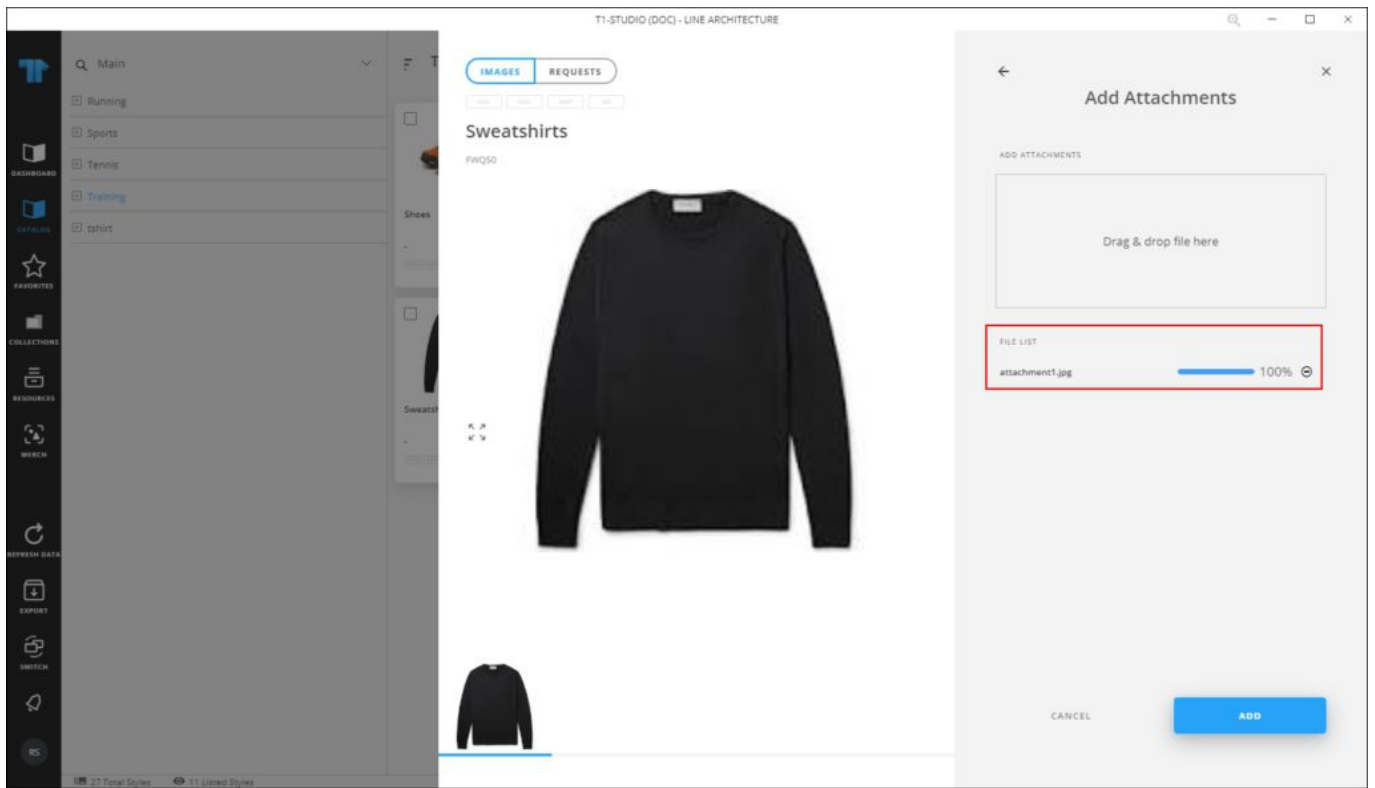 T1-STUDIO (DOC) - LINE ARCHITECTURE
DASHBOARD
CATALOG
FAVORITES
COLLECTIONS
RESOURCES
MERCH
REFRESH DATA
EXPORT
SWITCH
RS
Main
Running
Sports
Tennis
Training
tshirt
27 Total Styles
11 Listed Styles
T
Shoes
-
Sweatsh
-
IMAGES
REQUESTS
Sweatshirts
FWQ50
Add Attachments
ADD ATTACHMENTS
Drag & drop file here
FILE LIST
attachment1.jpg 100%
CANCEL
ADD